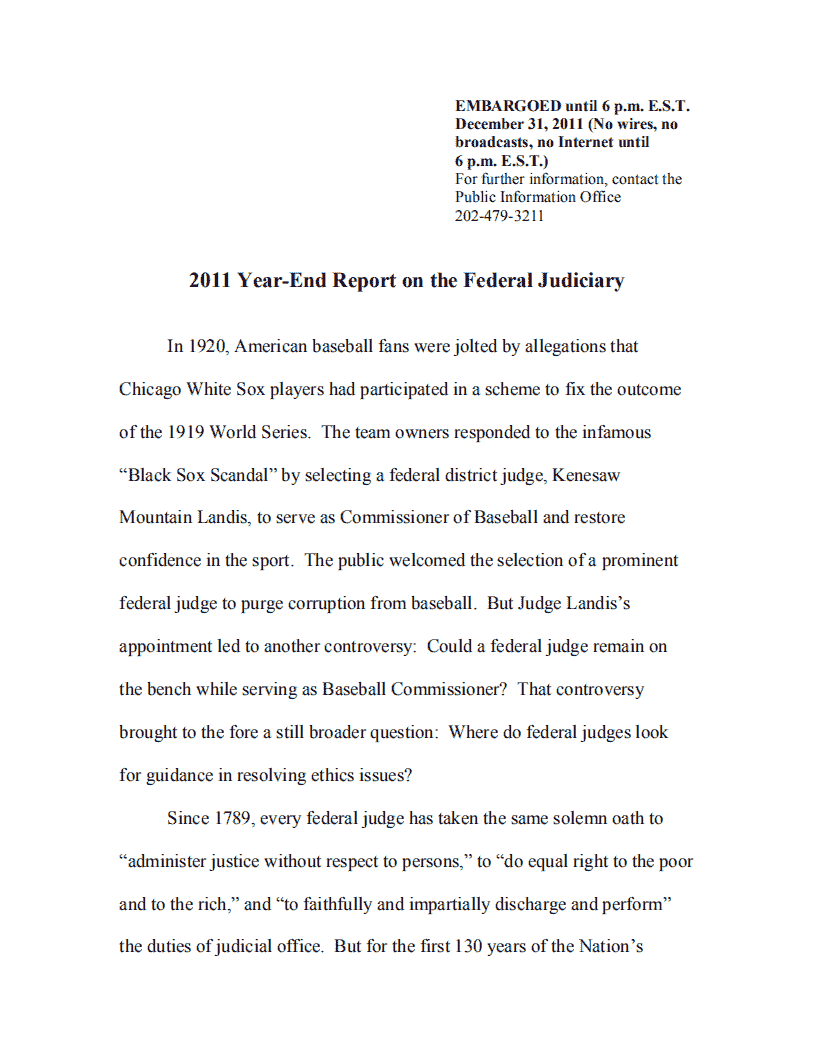 EMBARGOED until 6 p.m. E.S.T.
December 31, 2011 (No wires, no
broadcasts, no Internet until
6 p.m. E.S.T.)
For further information, contact the
Public Information Office
202-479-3211
2011 Year-End Report on the Federal Judiciary
In 1920, American baseball fans were jolted by allegations that
Chicago White Sox players had participated in a scheme to fix the outcome
of the 1919 World Series.  The team owners responded to the infamous
“Black Sox Scandal” by selecting a federal district judge, Kenesaw
Mountain Landis, to serve as Commissioner of Baseball and restore
confidence in the sport.  The public welcomed the selection of a prominent
federal judge to purge corruption from baseball.  But Judge Landis’s
appointment led to another controversy:  Could a federal judge remain on
the bench while serving as Baseball Commissioner?  That controversy
brought to the fore a still broader question:  Where do federal judges look
for guidance in resolving ethics issues?
Since 1789, every federal judge has taken the same solemn oath to
“administer justice without respect to persons,” to “do equal right to the poor
and to the rich,” and “to faithfully and impartially discharge and perform”
the duties of judicial office.  But for the first 130 years of the Nation’s